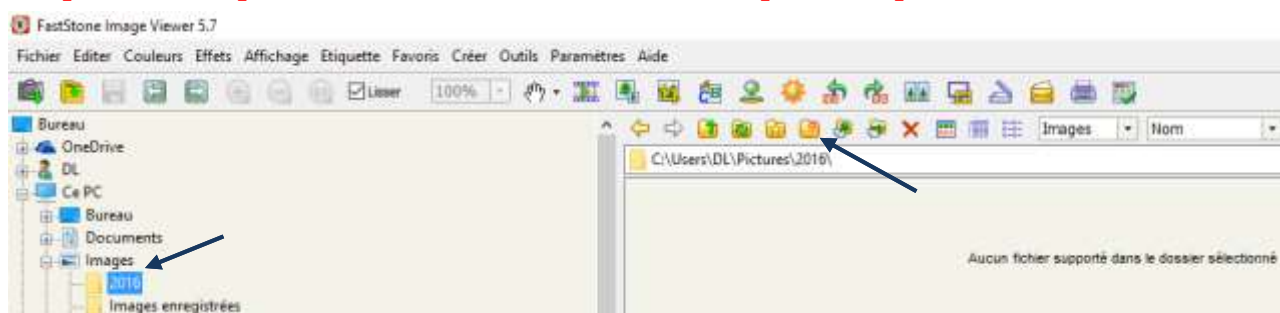 FastStone Image Viewer 5.7
Fichier Editer Couleurs Effets Affichage Etiquette Favoris Créer Outils Paramètres Aide
Lisser 100%
Bureau
OneDrive
DL
Ce PC
Bureau
Documents
Images
2016
Images enregistrées
Images Nom
C:\Users\DL\Pictures\2016\
Aucun fichier supporté dans le dossier sélectionné